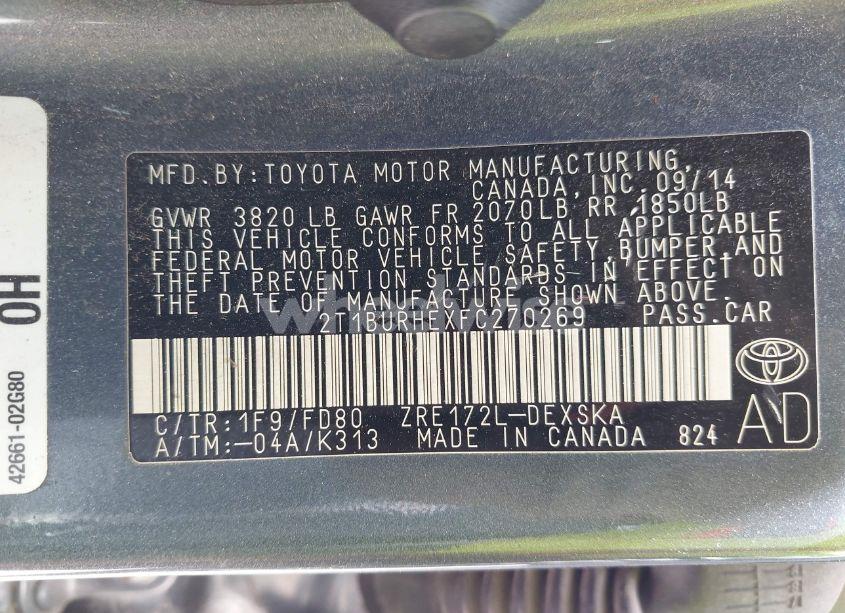 MFD.BY:TOYOTA MOTOR MANUFACTURING,
CANADA, INC. 09/14
GVWR 3820 LB GAWR FR 2070LB RR 1850LB
THIS VEHICLE CONFORMS TO ALL APPLICABLE
FEDERAL MOTOR VEHICLE SAFETY, BUMPER, AND
THEFT PREVENTION STANDARDS IN EFFECT ON
THE DATE OF MANUFACTURE SHOWN ABOVE.
2T1BURHEXFC270269 PASS.CAR
C/TR:1F9/FD80 ZRE172L-DEXSKA
A/TM:-04A/K313 MADE IN CANADA 824
AD
0H
42661-02G80